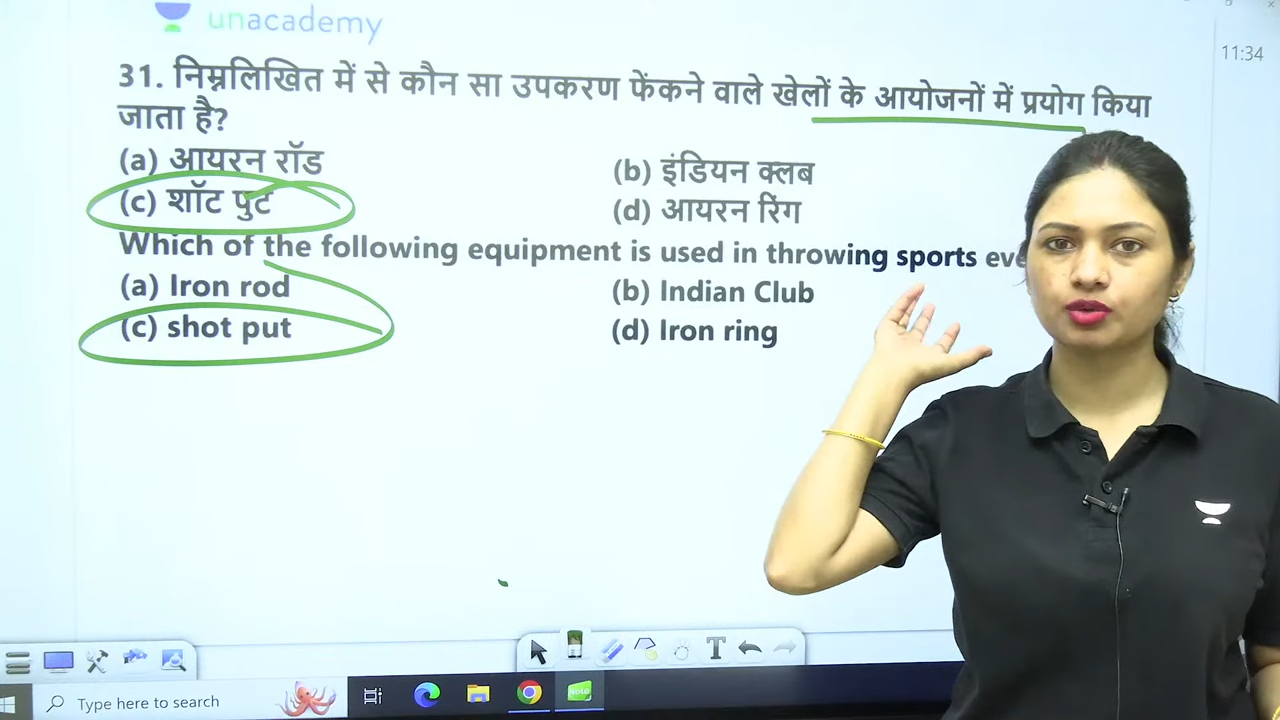 unacademy
11:34
31. निम्नलिखित में से कौन सा उपकरण फेंकने वाले खेलों के आयोजनों में प्रयोग किया
जाता है?
(a) आयरन रॉड
(b) इंडियन क्लब
(c) शॉट पुट
(d) आयरन रिंग
Which of the following equipment is used in throwing sports
(a) Iron rod
(b) Indian Club
(c) shot put
(d) Iron ring
T
Type here to search